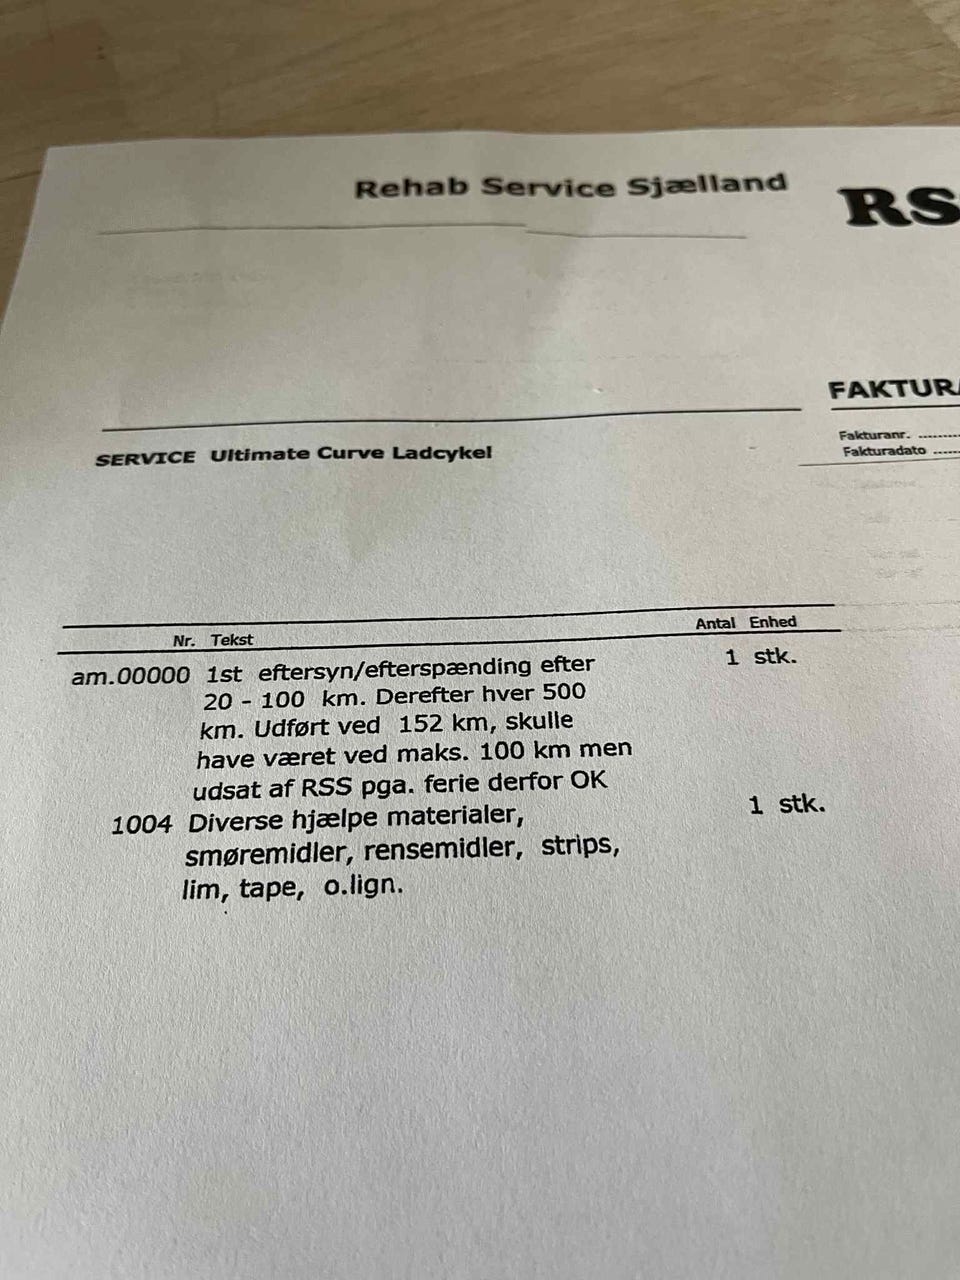 Rehab Service Sjælland
RS
FAKTURA
Fakturanr. ........
Fakturadato .....
SERVICE Ultimate Curve Ladcykel
Nr. Tekst Antal Enhed
am.00000 1st eftersyn/efterspænding efter 1 stk.
20 - 100 km. Derefter hver 500
km. Udført ved 152 km, skulle
have været ved maks. 100 km men
udsat af RSS pga. ferie derfor OK
1004 Diverse hjælpe materialer, 1 stk.
smøremidler, rensemidler, strips,
lim, tape, o.lign.